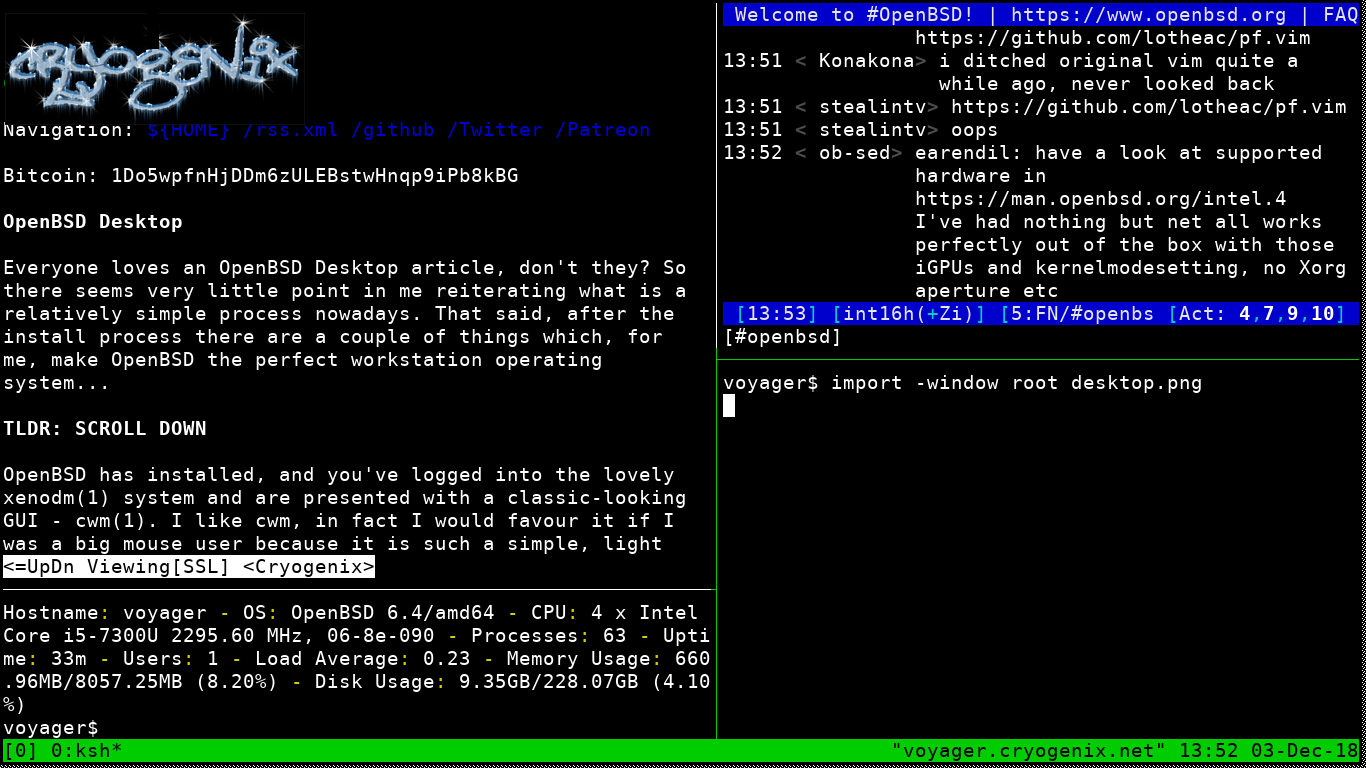 cryogenix
Navigation: ${HOME} /rss.xml /github /Twitter /Patreon
Bitcoin: 1Do5wpfnHjDDm6zULEBstwHnqp9iPb8kBG
OpenBSD Desktop
Everyone loves an OpenBSD Desktop article, don't they? So
there seems very little point in me reiterating what is a
relatively simple process nowadays. That said, after the
install process there are a couple of things which, for
me, make OpenBSD the perfect workstation operating
system...
TLDR: SCROLL DOWN
OpenBSD has installed, and you've logged into the lovely
xenodm(1) system and are presented with a classic-looking
GUI - cwm(1). I like cwm, in fact I would favour it if I
was a big mouse user because it is such a simple, light
<=UpDn Viewing[SSL] <Cryogenix>
Hostname: voyager - OS: OpenBSD 6.4/amd64 - CPU: 4 x Intel
Core i5-7300U 2295.60 MHz, 06-8e-090 - Processes: 63 - Upti
me: 33m - Users: 1 - Load Average: 0.23 - Memory Usage: 660
.96MB/8057.25MB (8.20%) - Disk Usage: 9.35GB/228.07GB (4.10
%)
voyager$
Welcome to #OpenBSD! | https://www.openbsd.org | FAQ
https://github.com/lotheac/pf.vim
13:51 < Konakona> i ditched original vim quite a
while ago, never looked back
13:51 < stealintv> https://github.com/lotheac/pf.vim
13:51 < stealintv> oops
13:52 < ob-sed> earendil: have a look at supported
hardware in
https://man.openbsd.org/intel.4
I've had nothing but net all works
perfectly out of the box with those
iGPUs and kernelmodesetting, no Xorg
aperture etc
[13:53] [int16h(+Zi)] [5:FN/#openbs [Act: 4,7,9,10]
[#openbsd]
voyager$ import -window root desktop.png
[0] 0:ksh* "voyager.cryogenix.net" 13:52 03-Dec-18